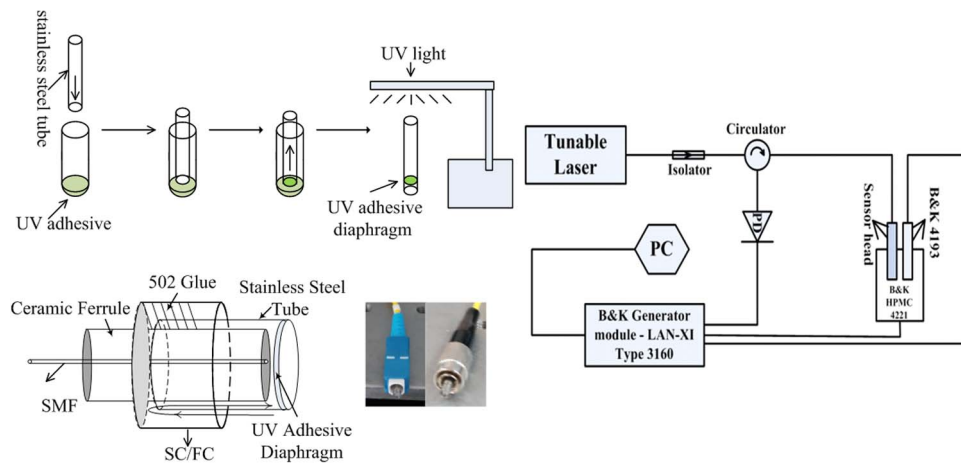 stainless steel tube
UV adhesive
UV light
UV adhesive
diaphragm
502 Glue
Stainless Steel
Tube
Ceramic Ferrule
SMF
SC/FC
UV Adhesive
Diaphragm
Tunable
Laser
Isolator
Circulator
PD
PC
B&K Generator
module - LAN-XI
Type 3160
Sensor head
B&K 4193
B&K
HPMC
4221